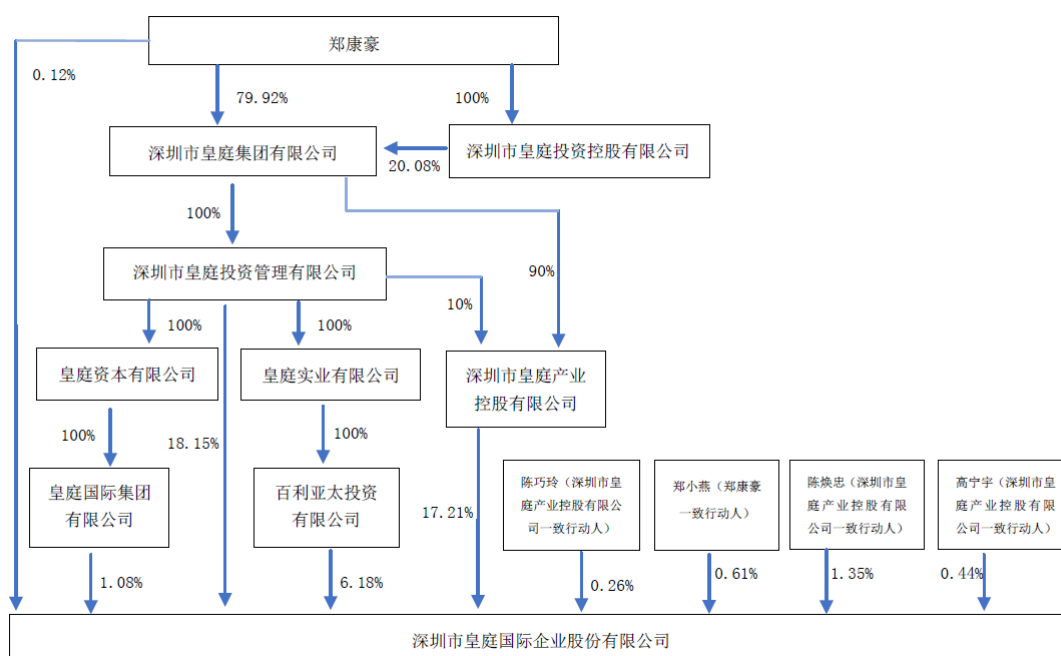 郑康豪
0.12%
79.92%
100%
深圳市皇庭集团有限公司
20.08%
深圳市皇庭投资控股有限公司
100%
90%
深圳市皇庭投资管理有限公司
10%
100%
100%
皇庭资本有限公司
皇庭实业有限公司
深圳市皇庭产业
控股有限公司
100%
18.15%
100%
皇庭国际集团
有限公司
百利亚太投资
有限公司
17.21%
陈巧玲（深圳市皇
庭产业控股有限公
司一致行动人）
郑小燕（郑康豪
一致行动人）
陈焕忠（深圳市皇
庭产业控股有限
公司一致行动人）
高宁宇（深圳市皇
庭产业控股有限
公司一致行动人）
1.08%
6.18%
0.26%
0.61%
1.35%
0.44%
深圳市皇庭国际企业股份有限公司